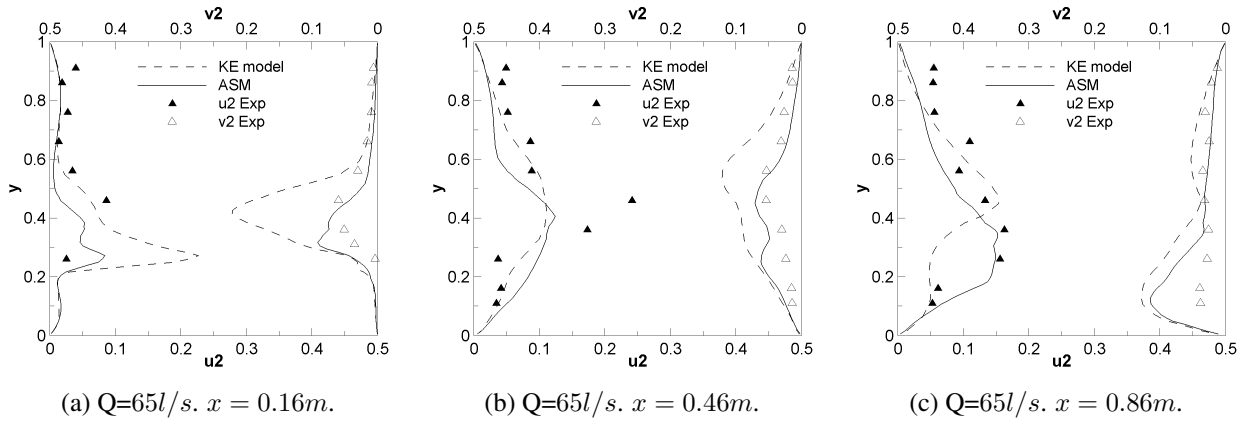 v2
0.5 0.4 0.3 0.2 0.1 0
1
0.8
0.6
0.4
0.2
0
y
KE model
ASM
u2 Exp
v2 Exp
0 0.1 0.2 0.3 0.4 0.5
u2
(a) Q=65l/s. x = 0.16m.
v2
0.5 0.4 0.3 0.2 0.1 0
1
0.8
0.6
0.4
0.2
0
y
KE model
ASM
u2 Exp
v2 Exp
0 0.1 0.2 0.3 0.4 0.5
u2
(b) Q=65l/s. x = 0.46m.
v2
0.5 0.4 0.3 0.2 0.1 0
1
0.8
0.6
0.4
0.2
0
y
KE model
ASM
u2 Exp
v2 Exp
0 0.1 0.2 0.3 0.4 0.5
u2
(c) Q=65l/s. x = 0.86m.